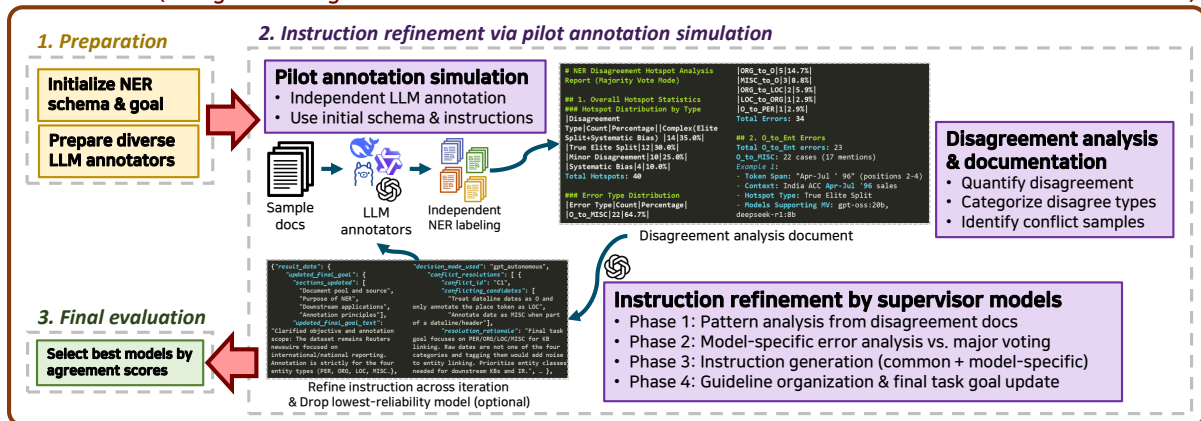 1. Preparation
Initialize NER
schema & goal
Prepare diverse
LLM annotators
2. Instruction refinement via pilot annotation simulation
Pilot annotation simulation
• Independent LLM annotation
• Use initial schema & instructions
Sample
docs
LLM
annotators
Independent
NER labeling
# NER Disagreement Hotspot Analysis
Report (Majority Vote Mode)
## 1. Overall Hotspot Statistics
### Hotspot Distribution by Type
|Disagreement
Type|Count|Percentage||Complex(Elite
Split+Systematic Bias) |14|35.0%|
|True Elite Split|12|30.0%|
|Minor Disagreement|10|25.0%|
|Systematic Bias|4|10.0%|
Total Hotspots: 40
### Error Type Distribution
|Error Type|Count|Percentage|
|O_to_MISC|22|64.7%|
|ORG_to_O|5|14.7%|
|MISC_to_O|3|8.8%|
|ORG_to_LOC|2|5.9%|
|LOC_to_ORG|1|2.9%|
|O_to_PER|1|2.9%|
Total Errors: 34
## 2. O_to_Ent Errors
Total O_to_Ent errors: 23
O_to_MISC: 22 cases (17 mentions)
Example 1:
- Token Span: "Apr-Jul ' 96" (positions 2-4)
- Context: India ACC Apr-Jul '96 sales
- Hotspot Type: True Elite Split
- Models Supporting MV: gpt-oss:20b,
deepseek-r1:8b
Disagreement analysis document
Disagreement analysis
& documentation
• Quantify disagreement
• Categorize disagree types
• Identify conflict samples
Instruction refinement by supervisor models
• Phase 1: Pattern analysis from disagreement docs
• Phase 2: Model-specific error analysis vs. major voting
• Phase 3: Instruction generation (common + model-specific)
• Phase 4: Guideline organization & final task goal update
{"result_date": {
"updated_final_goal": {
"sections_updated": [
"Document pool and source",
"Purpose of NER",
"Downstream applications",
"Annotation principles"],
"updated_final_goal_text":
"Clarified objective and annotation
scope: The dataset remains Reuters
newswire focused on
international/national reporting.
Annotation is strictly for the four
entity types (PER, ORG, LOC, MISC…),
"decision_mode_used": "gpt_autonomous",
"conflict_resolutions": [ {
"conflict_id": "C1",
"conflicting_candidates": [
"Treat dateline dates as O and
only annotate the place token as LOC",
"Annotate date as MISC when part
of a dateline/header"],
"resolution_rationale": "Final task
goal focuses on PER/ORG/LOC/MISC for KB
linking. Raw dates are not one of the four
categories and tagging them would add noise
to entity linking. Prioritise entity classes
needed for downstream KBs and IR.", … },
Refine instruction across iteration
& Drop lowest-reliability model (optional)
3. Final evaluation
Select best models by
agreement scores